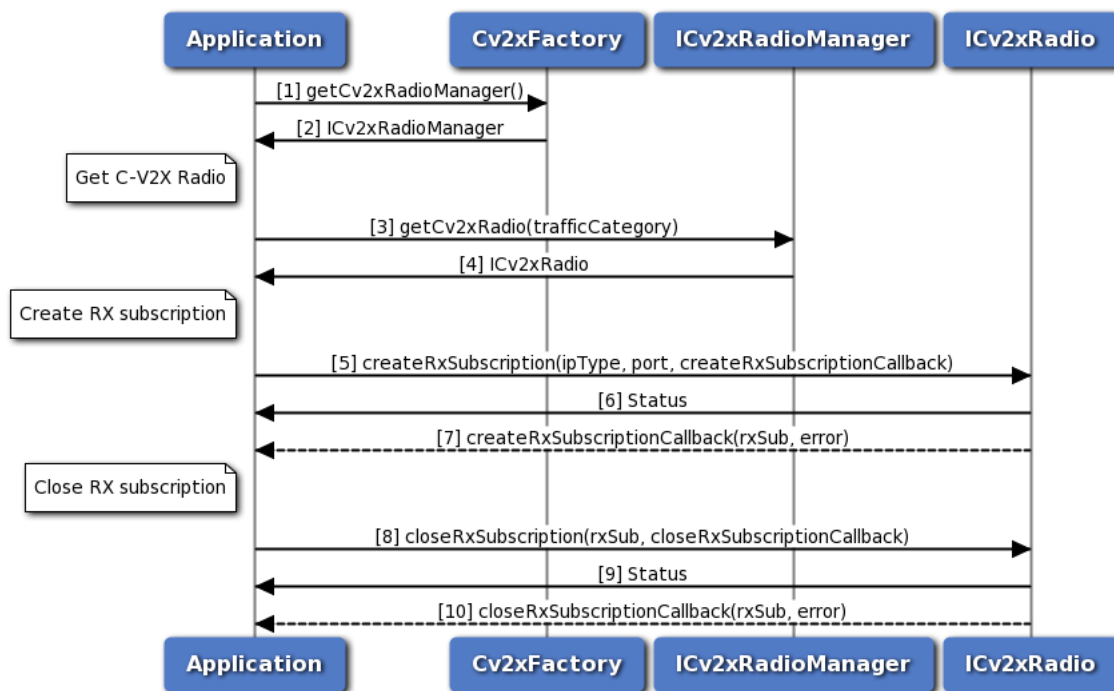 Application Cv2xFactory ICv2xRadioManager ICv2xRadio
[1] getCv2xRadioManager()
[2] ICv2xRadioManager
Get C-V2X Radio
[3] getCv2xRadio(trafficCategory)
[4] ICv2xRadio
Create RX subscription
[5] createRxSubscription(ipType, port, createRxSubscriptionCallback)
[6] Status
[7] createRxSubscriptionCallback(rxSub, error)
Close RX subscription
[8] closeRxSubscription(rxSub, closeRxSubscriptionCallback)
[9] Status
[10] closeRxSubscriptionCallback(rxSub, error)
Application Cv2xFactory ICv2xRadioManager ICv2xRadio